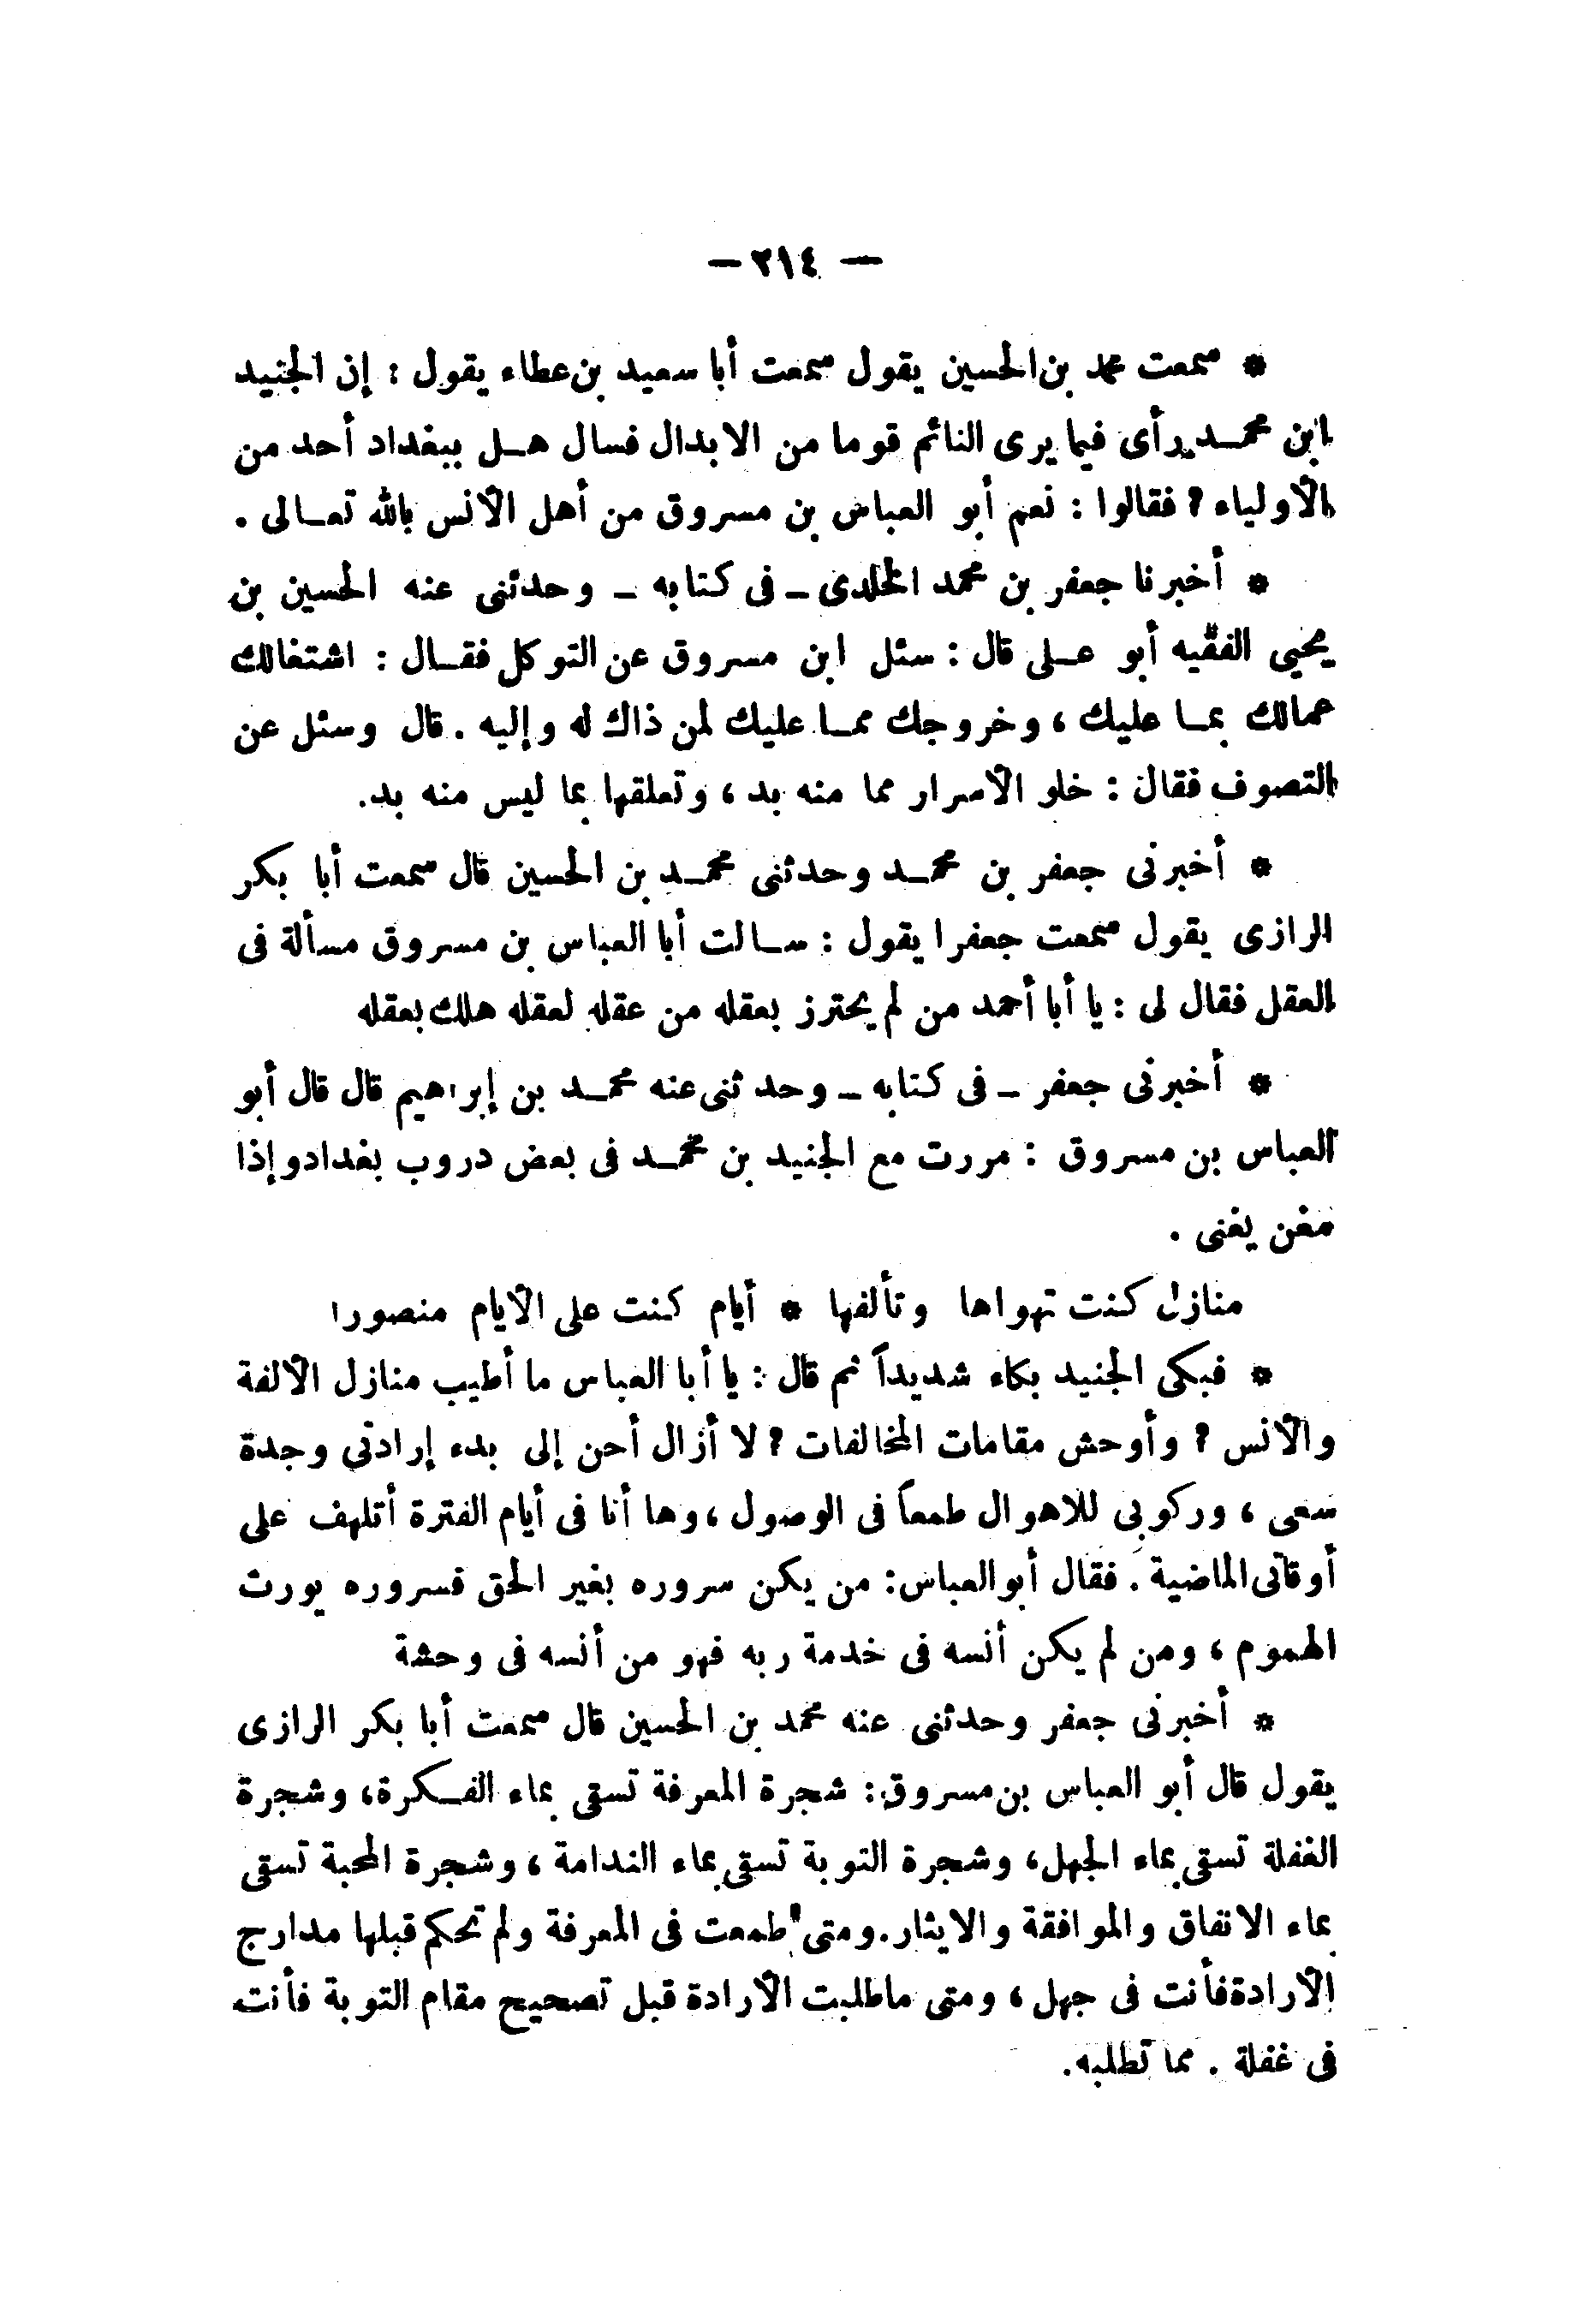 — ٢١٤ —
* سمعت محمد بن الحسين يقول سمعت أبا سعيد بن عطاء يقول : إن الجنيد
ابن محمد رأى فيما يرى النائم قوما من الابدال فسال هل ببغداد أحد من
الأولياء ؟ فقالوا : نعم أبو العباس بن مسروق من أهل الأنس بالله تعالى .
* أخبرنا جعفر بن محمد الخلدى ـ فى كتابه ـ وحدثنى عنه الحسين بن
يحيى الفقيه أبو على قال : سئل ابن مسروق عن التوكل فقال : اشتغالك
عمالك بما عليك ، وخروجك مما عليك لمن ذاك له وإليه . قال وسئل عن
التصوف فقال : خلو الأسرار مما منه بد ، وتعلقها بما ليس منه بد.
* أخبرنى جعفر بن محمد وحدثنى محمد بن الحسين قال سمعت أبا بكر
الرازى يقول سمعت جعفرا يقول : سالت أبا العباس بن مسروق مسألة فى
العقل فقال لى : يا أبا أحمد من لم يحترز بعقله من عقله لعقله هلك بعقله
* أخبرنى جعفر ـ فى كتابه ـ وحدثنى عنه محمد بن إبراهيم قال قال أبو
العباس بن مسروق : مررت مع الجنيد بن محمد فى بعض دروب بغداد وإذا
مغن يغنى .
منازل كنت تهواها وتألفها * أيام كنت على الأيام منصورا
* فبكى الجنيد بكاء شديداً ثم قال : يا أبا العباس ما أطيب منازل الألفة
والأنس ؟ وأوحش مقامات المخالفات ؟ لا أزال أحن إلى بدء إرادتى وجدة
سعى ، وركوبى للاهوال طمعاً فى الوصول ، وها أنا فى أيام الفترة أتلهف على
أوقاتى الماضية . فقال أبو العباس : من يكن سروره بغير الحق فسروره يورث
الهموم ، ومن لم يكن أنسه فى خدمة ربه فهو من أنسه فى وحشة
* أخبرنى جعفر وحدثنى عنه محمد بن الحسين قال سمعت أبا بكر الرازى
يقول قال أبو العباس بن مسروق : شجرة المعرفة تسقى بماء الفكرة ، وشجرة
الغفلة تسقى بماء الجهل ، وشجرة التوبة تسقى بماء الندامة ، وشجرة المحبة تسقى
بماء الاتفاق والموافقة والايثار . ومتى طمعت فى المعرفة ولم تحكم قبلها مدارج
الأرادة فأنت فى جهل ، ومتى ماطلبت الأرادة قبل تصحيح مقام التوبة فأنت
فى غفلة . مما تطلبه .